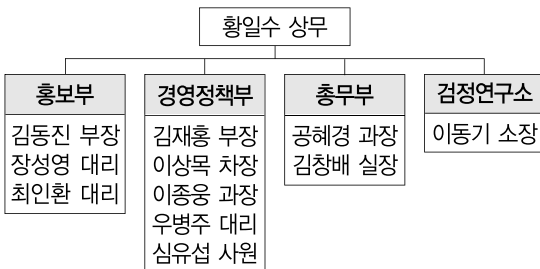 황일수 상무
홍보부
김동진 부장
장성영 대리
최인환 대리
경영정책부
김재홍 부장
이상목 차장
이종웅 과장
우병주 대리
심유섭 사원
총무부
공혜경 과장
김창배 실장
검정연구소
이동기 소장